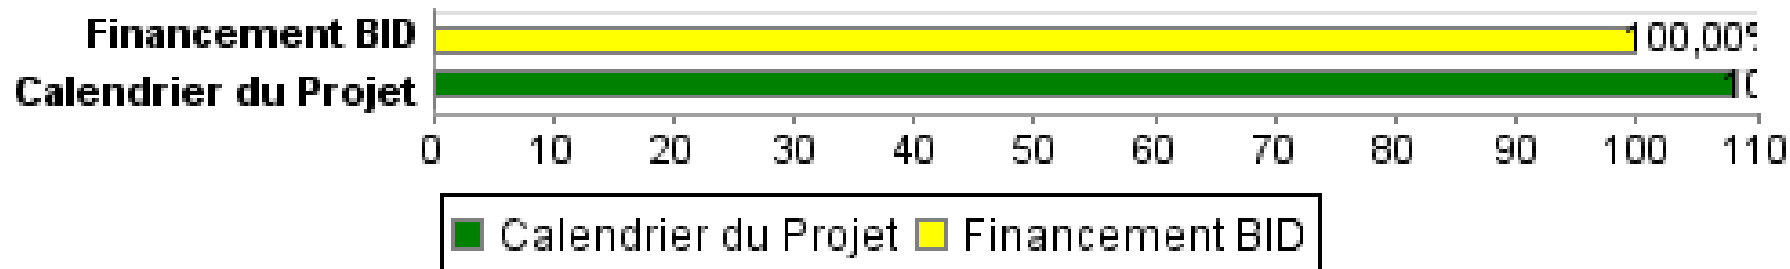 Financement BID 100,00%
Calendrier du Projet 10
0 10 20 30 40 50 60 70 80 90 100 110
Calendrier du Projet Financement BID